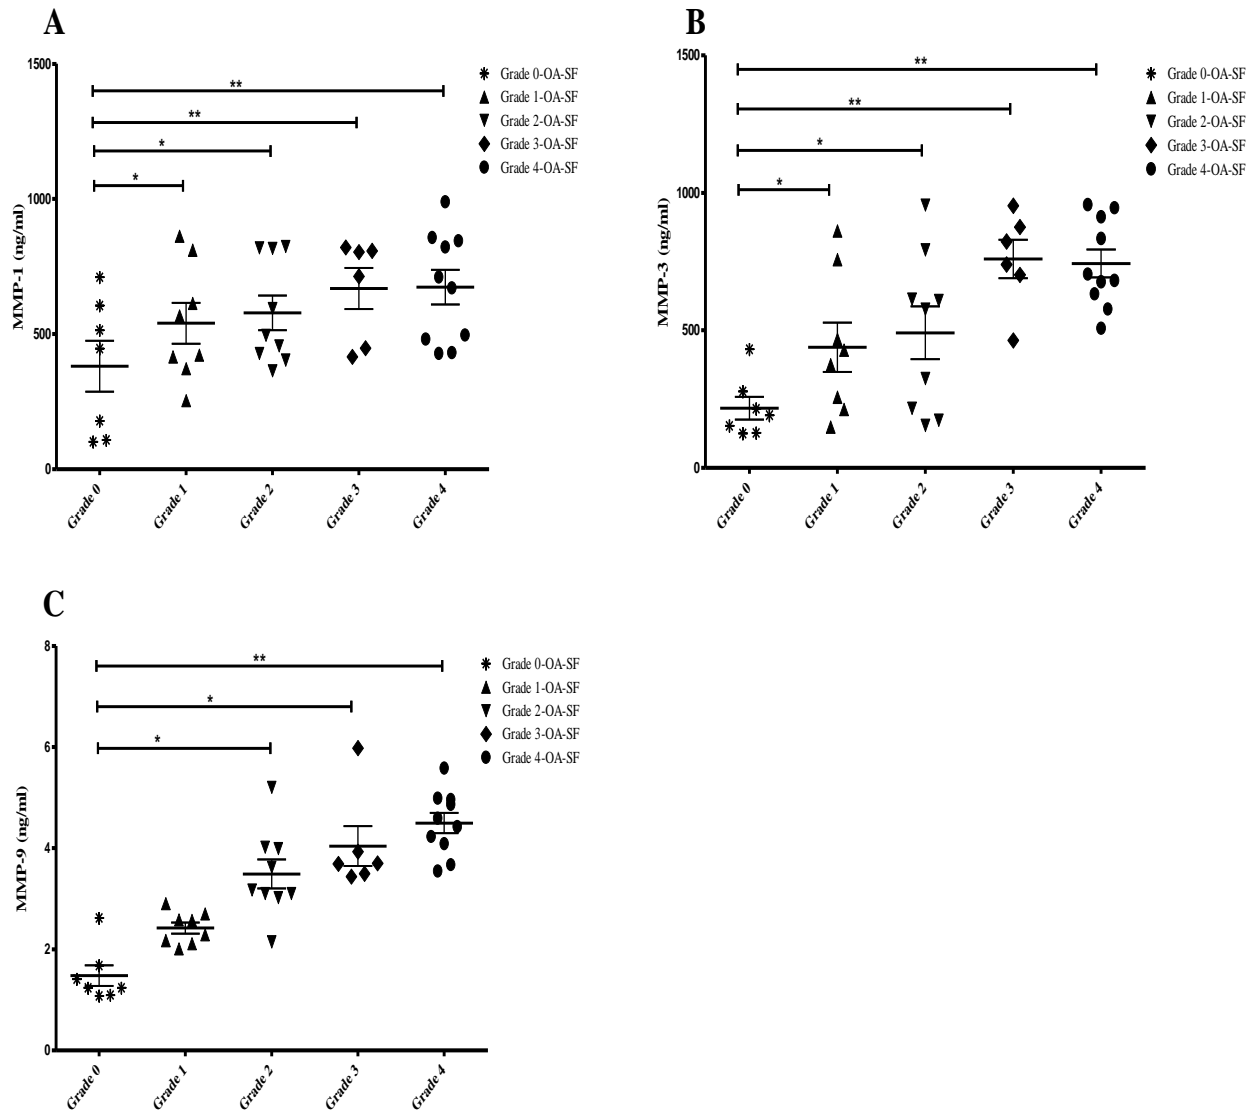 A
1500
1000
500
0
MMP-1 (ng/ml)
**
**
*
*
Grade 0
Grade 1
Grade 2
Grade 3
Grade 4
Grade 0-OA-SF
Grade 1-OA-SF
Grade 2-OA-SF
Grade 3-OA-SF
Grade 4-OA-SF
B
1500
1000
500
0
MMP-3 (ng/ml)
**
**
*
*
Grade 0
Grade 1
Grade 2
Grade 3
Grade 4
Grade 0-OA-SF
Grade 1-OA-SF
Grade 2-OA-SF
Grade 3-OA-SF
Grade 4-OA-SF
C
8
6
4
2
0
MMP-9 (ng/ml)
**
*
*
Grade 0
Grade 1
Grade 2
Grade 3
Grade 4
Grade 0-OA-SF
Grade 1-OA-SF
Grade 2-OA-SF
Grade 3-OA-SF
Grade 4-OA-SF